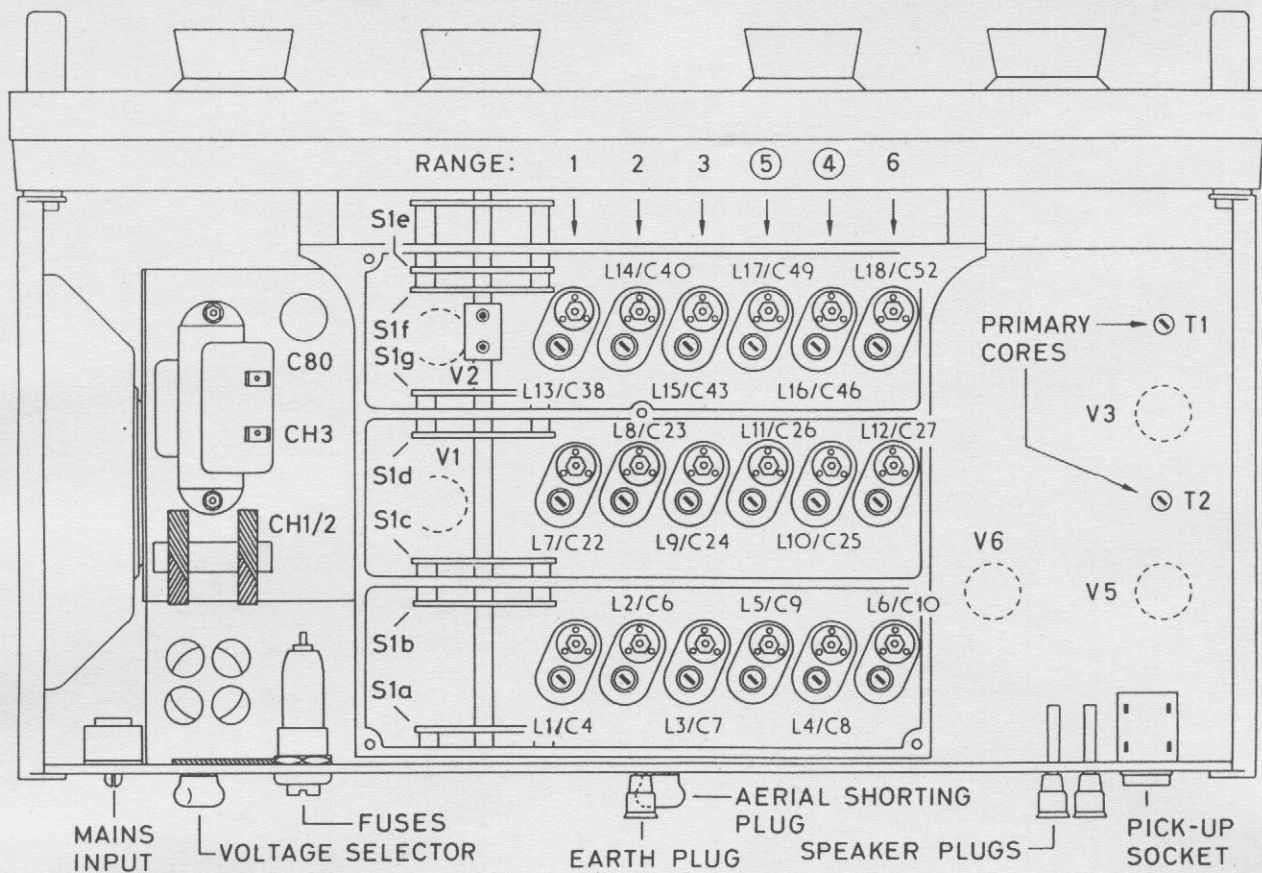 RANGE: 1 2 3 5 4 6
S1e
L14/C40 L17/C49 L18/C52
S1f
PRIMARY CORES
T1
C80
S1g
V2
L13/C38 L15/C43 L16/C46
V3
CH3
L8/C23 L11/C26 L12/C27
V1
S1d
T2
CH1/2
S1c
L7/C22 L9/C24 L10/C25
V6
V5
L2/C6 L5/C9 L6/C10
S1b
S1a
L1/C4 L3/C7 L4/C8
MAINS
INPUT
VOLTAGE SELECTOR
FUSES
EARTH PLUG
AERIAL SHORTING
PLUG
SPEAKER PLUGS
PICK-UP
SOCKET